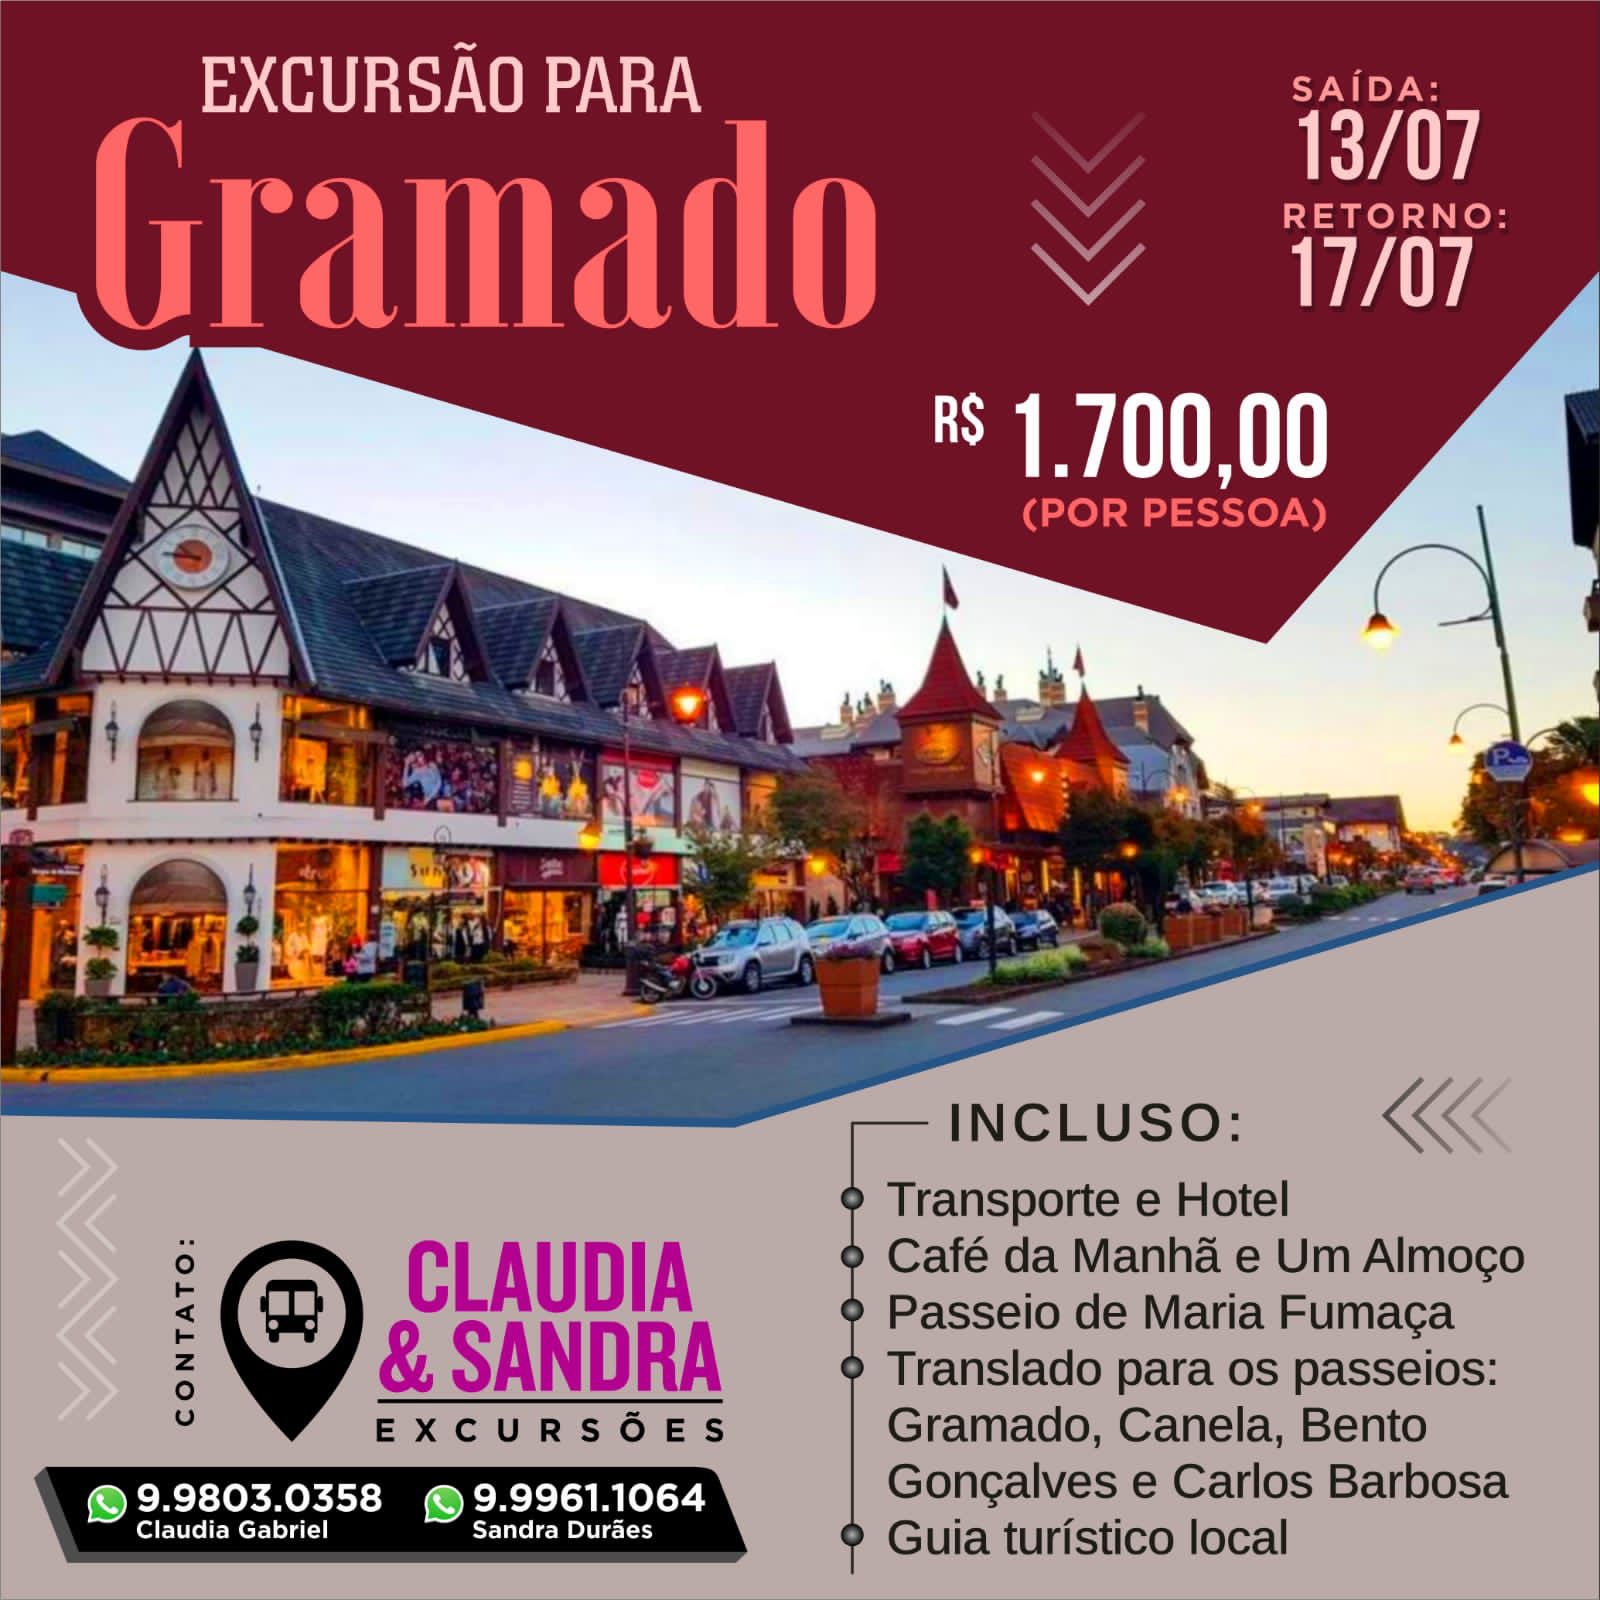 EXCURSÃO PARA
Gramado
SAÍDA:
13/07
RETORNO:
17/07
R$ 1.700,00
(POR PESSOA)
INCLUSO:
Transporte e Hotel
Café da Manhã e Um Almoço
Passeio de Maria Fumaça
Translado para os passeios:
Gramado, Canela, Bento
Gonçalves e Carlos Barbosa
Guia turístico local
CONTATO:
CLAUDIA
& SANDRA
EXCURSÕES
9.9803.0358
Claudia Gabriel
9.9961.1064
Sandra Durães
P